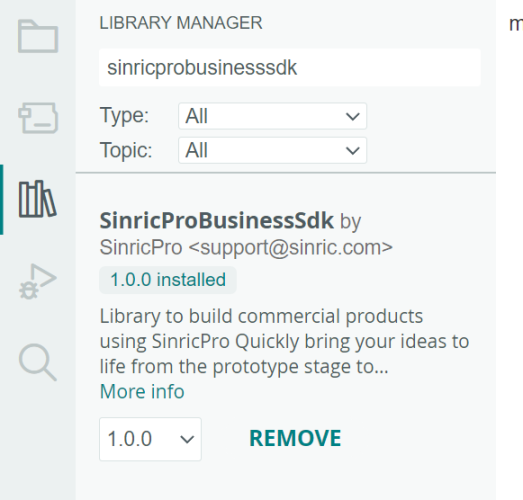 LIBRARY MANAGER
m
sinricprobusinesssdk
Type: All
Topic: All
SinricProBusinessSdk by
SinricPro <support@sinric.com>
1.0.0 installed
Library to build commercial products
using SinricPro Quickly bring your ideas to
life from the prototype stage to...
More info
1.0.0 REMOVE